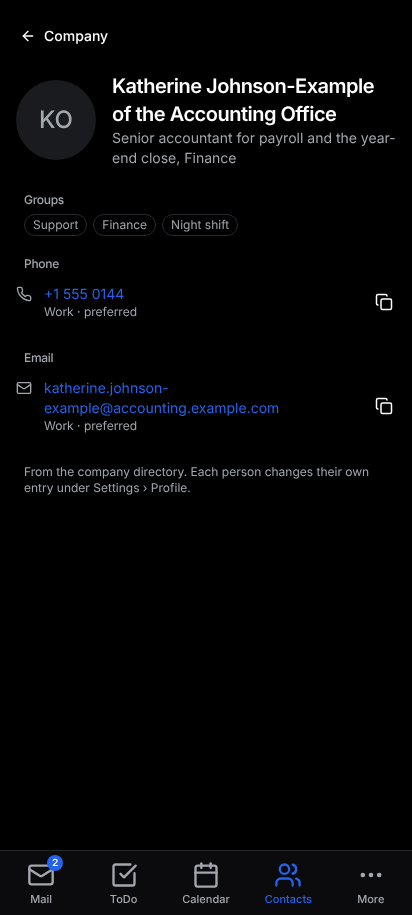 Company
KO
Katherine Johnson-Example
of the Accounting Office
Senior accountant for payroll and the year-
end close, Finance
Groups
Support
Finance
Night shift
Phone
+1 555 0144
Work · preferred
Email
katherine.johnson-
example@accounting.example.com
Work · preferred
From the company directory. Each person changes their own
entry under Settings › Profile.
2
Mail
ToDo
Calendar
Contacts
More